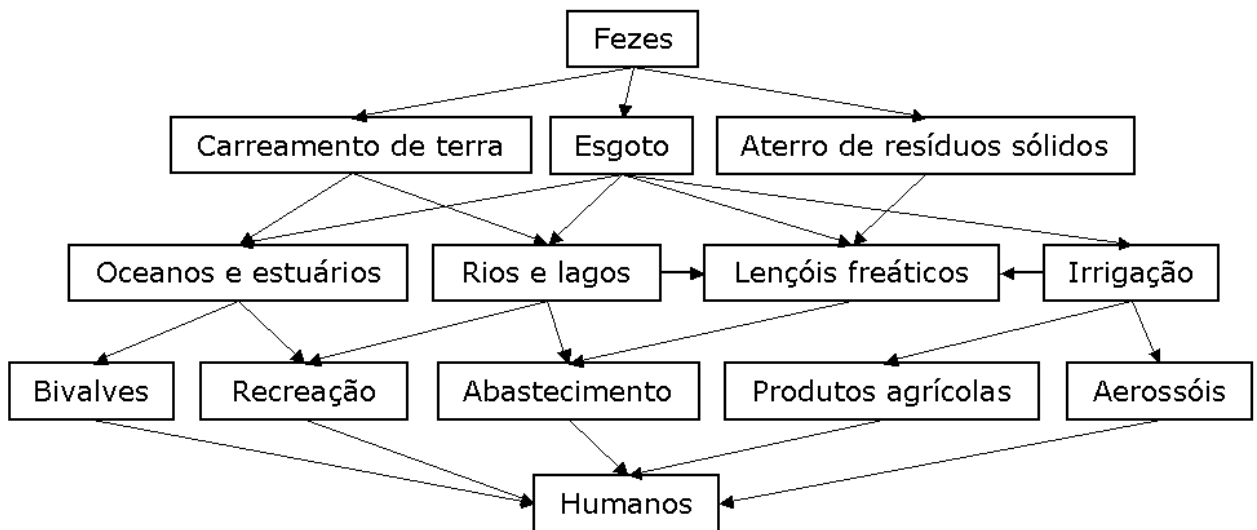 Fezes
Carreamento de terra
Esgoto
Aterro de resíduos sólidos
Oceanos e estuários
Rios e lagos
Lençóis freáticos
Irrigação
Bivalves
Recreação
Abastecimento
Produtos agrícolas
Aerossóis
Humanos